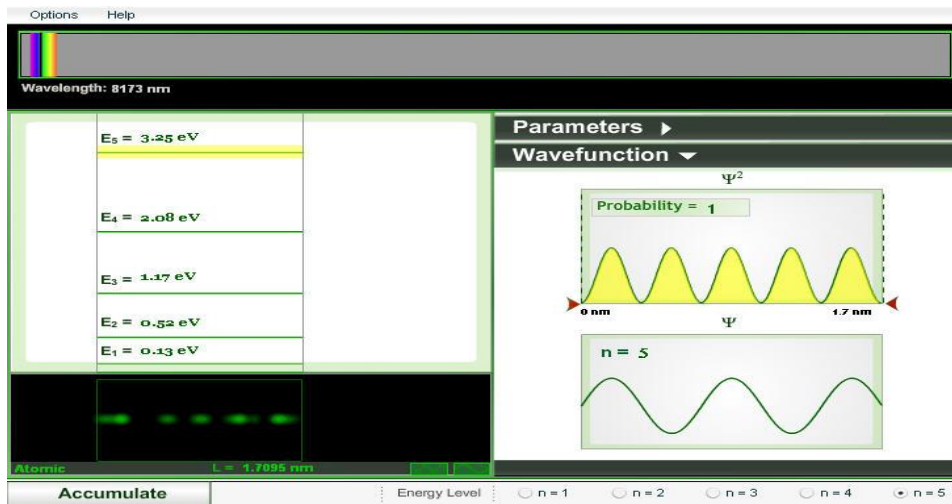 Options Help
Wavelength: 8173 nm
E₅ = 3.25 eV
E₄ = 2.08 eV
E₃ = 1.17 eV
E₂ = 0.52 eV
E₁ = 0.13 eV
Atomic L = 1.7095 nm
Parameters
Wavefunction
Ψ²
Probability = 1
0 nm 1.7 nm
Ψ
n = 5
Accumulate Energy Level n = 1 n = 2 n = 3 n = 4 n = 5